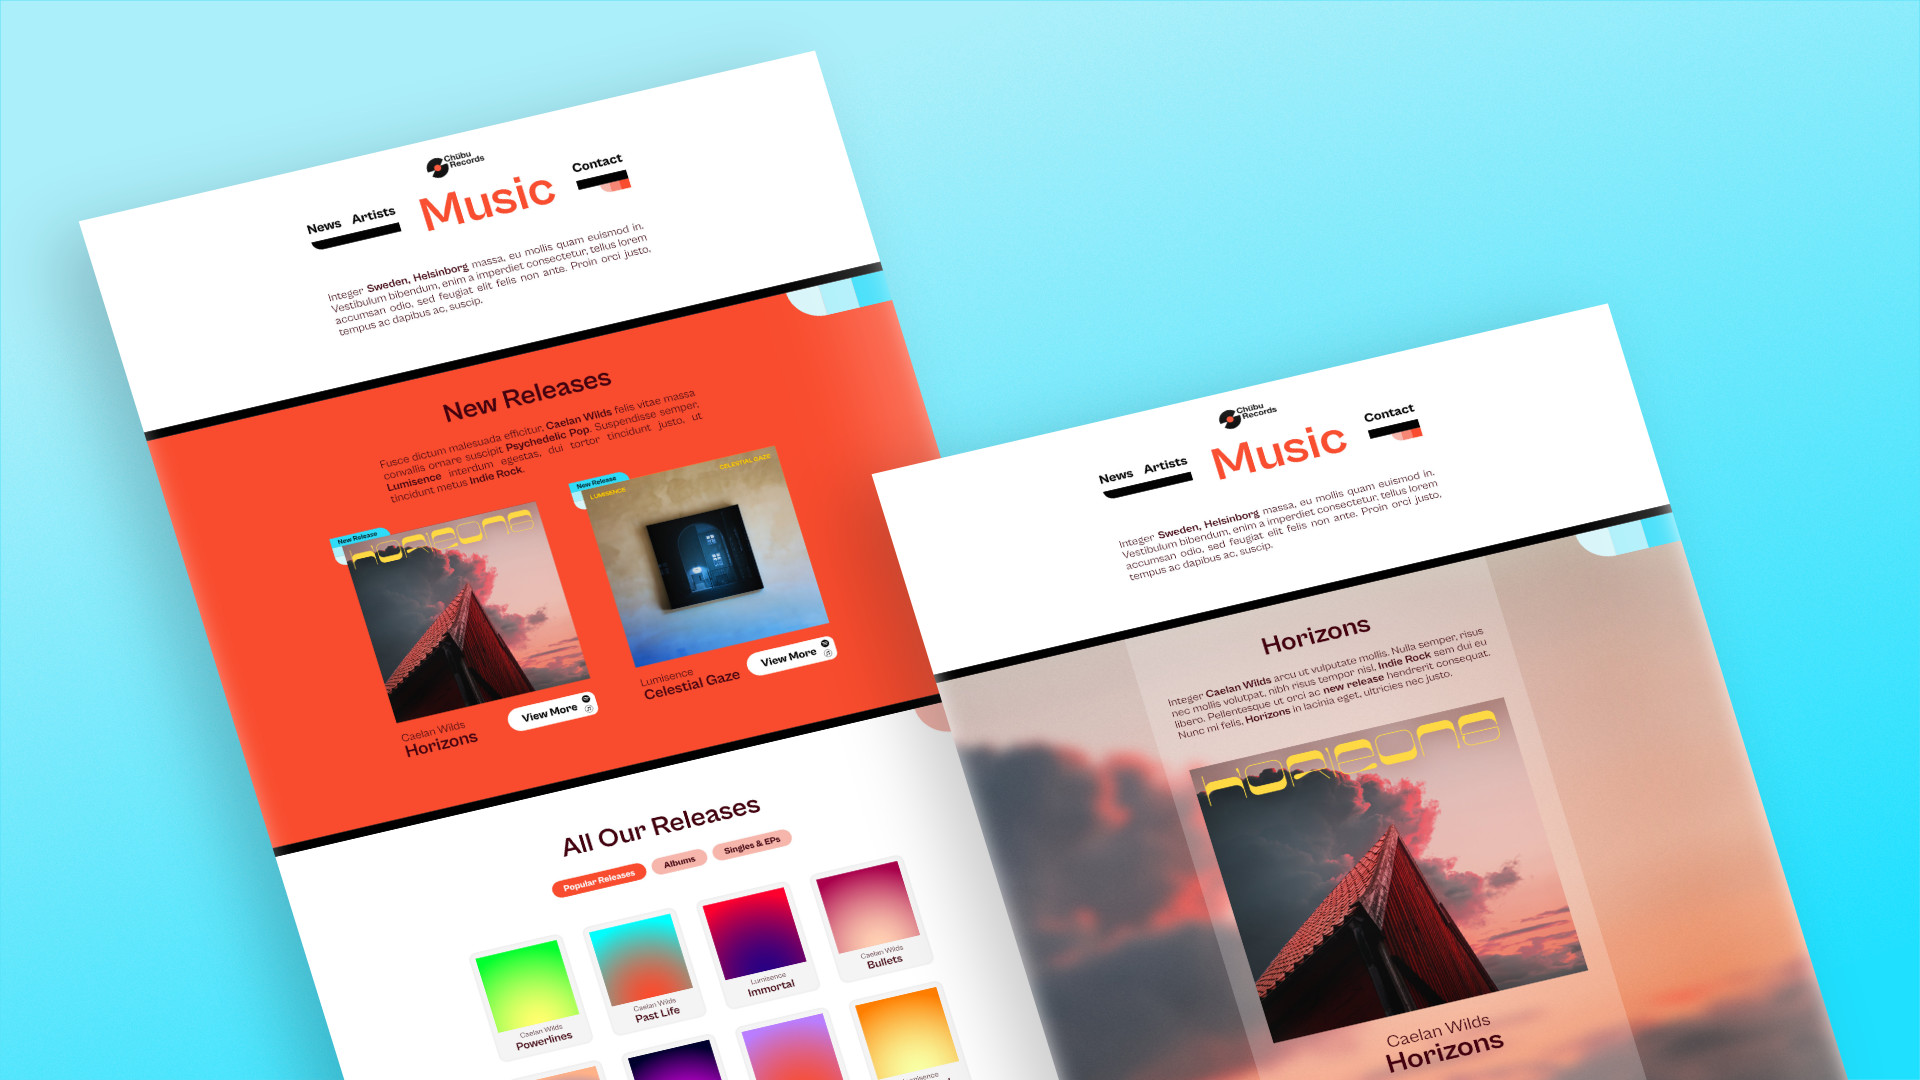 Chübu
Records
News Artists
Music
Contact
Integer Sweden, Helsinborg massa, eu mollis quam euismod in.
Vestibulum bibendum, enim a imperdiet consectetur, tellus lorem
accumsan odio, sed feugiat elit felis non ante. Proin orci justo,
tempus ac dapibus ac, suscip.
New Releases
Fusce dictum malesuada efficitur, Caelan Wilds felis vitae massa
convallis ornare suscipit Psychedelic Pop. Suspendisse semper,
Lumisence interdum egestas, dui tortor tincidunt justo, ut
tincidunt metus Indie Rock.
New Release
HORIZONS
Caelan Wilds
Horizons
View More
New Release
LUMISENCE
CELESTIAL GAZE
Lumisence
Celestial Gaze
View More
All Our Releases
Popular Releases
Albums
Singles & EPs
Caelan Wilds
Powerlines
Caelan Wilds
Past Life
Lumisence
Immortal
Caelan Wilds
Bullets
Chübu
Records
News Artists
Music
Contact
Integer Sweden, Helsinborg massa, eu mollis quam euismod in.
Vestibulum bibendum, enim a imperdiet consectetur, tellus lorem
accumsan odio, sed feugiat elit felis non ante. Proin orci justo,
tempus ac dapibus ac, suscip.
Horizons
Integer Caelan Wilds arcu ut vulputate mollis. Nulla semper, risus
nec mollis volutpat, nibh risus tempor nisl, Indie Rock sem dui eu
libero. Pellentesque ut orci ac new release hendrerit consequat.
Nunc mi felis, Horizons in lacinia eget, ultricies nec justo.
HORIZONS
Caelan Wilds
Horizons